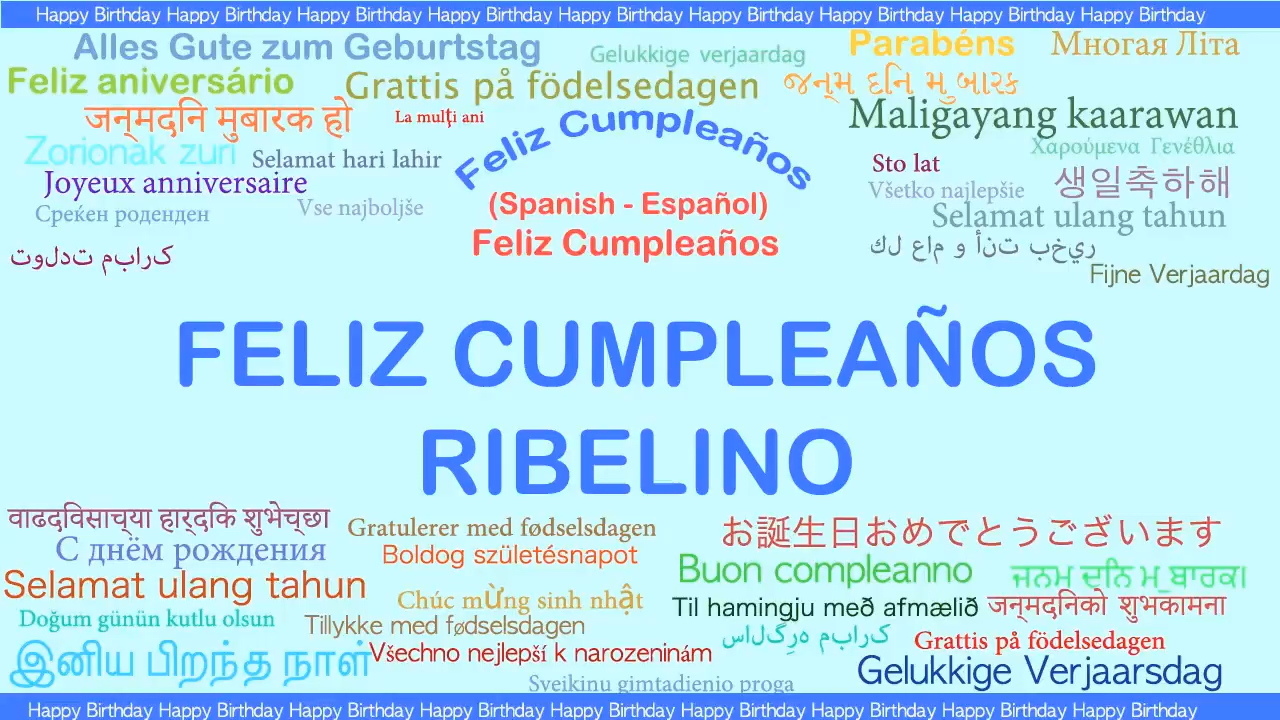 Happy Birthday Happy Birthday Happy Birthday Happy Birthday Happy Birthday Happy Birthday Happy Birthday Happy Birthday Happy Birthday
Alles Gute zum Geburtstag
Gelukkige verjaardag
Parabéns
Многая Літа
Feliz aniversário
Grattis på födelsedagen
જન્મ દિન મુબારક
जन्मदिन मुबारक हो
La mulţi ani
Feliz Cumpleaños
Maligayang kaarawan
Zorionak zuri
Selamat hari lahir
Χαρούμενα Γενέθλια
Sto lat
Joyeux anniversaire
(Spanish - Español)
Všetko najlepšie
생일축하해
Среќен роденден
Vse najboljše
Feliz Cumpleaños
Selamat ulang tahun
تولدت مبارک
كل عام و أنت بخير
Fijne Verjaardag
FELIZ CUMPLEAÑOS
RIBELINO
वाढदिवसाच्या हार्दिक शुभेच्छा
Gratulerer med fødselsdagen
お誕生日おめでとうございます
С днём рождения
Boldog születésnapot
Buon compleanno
ਜਨਮ ਦਿਨ ਮੁਬਾਰਕ।
Selamat ulang tahun
Chúc mừng sinh nhật
Til hamingju með afmælið
जन्मदिनको शुभकामना
Doğum günün kutlu olsun
Tillykke med fødselsdagen
سالگرہ مبارک
Grattis på födelsedagen
இனிய பிறந்த நாள்
Všechno nejlepší k narozeninám
Gelukkige Verjaarsdag
Sveikinu gimtadienio proga
Happy Birthday Happy Birthday Happy Birthday Happy Birthday Happy Birthday Happy Birthday Happy Birthday Happy Birthday Happy Birthday